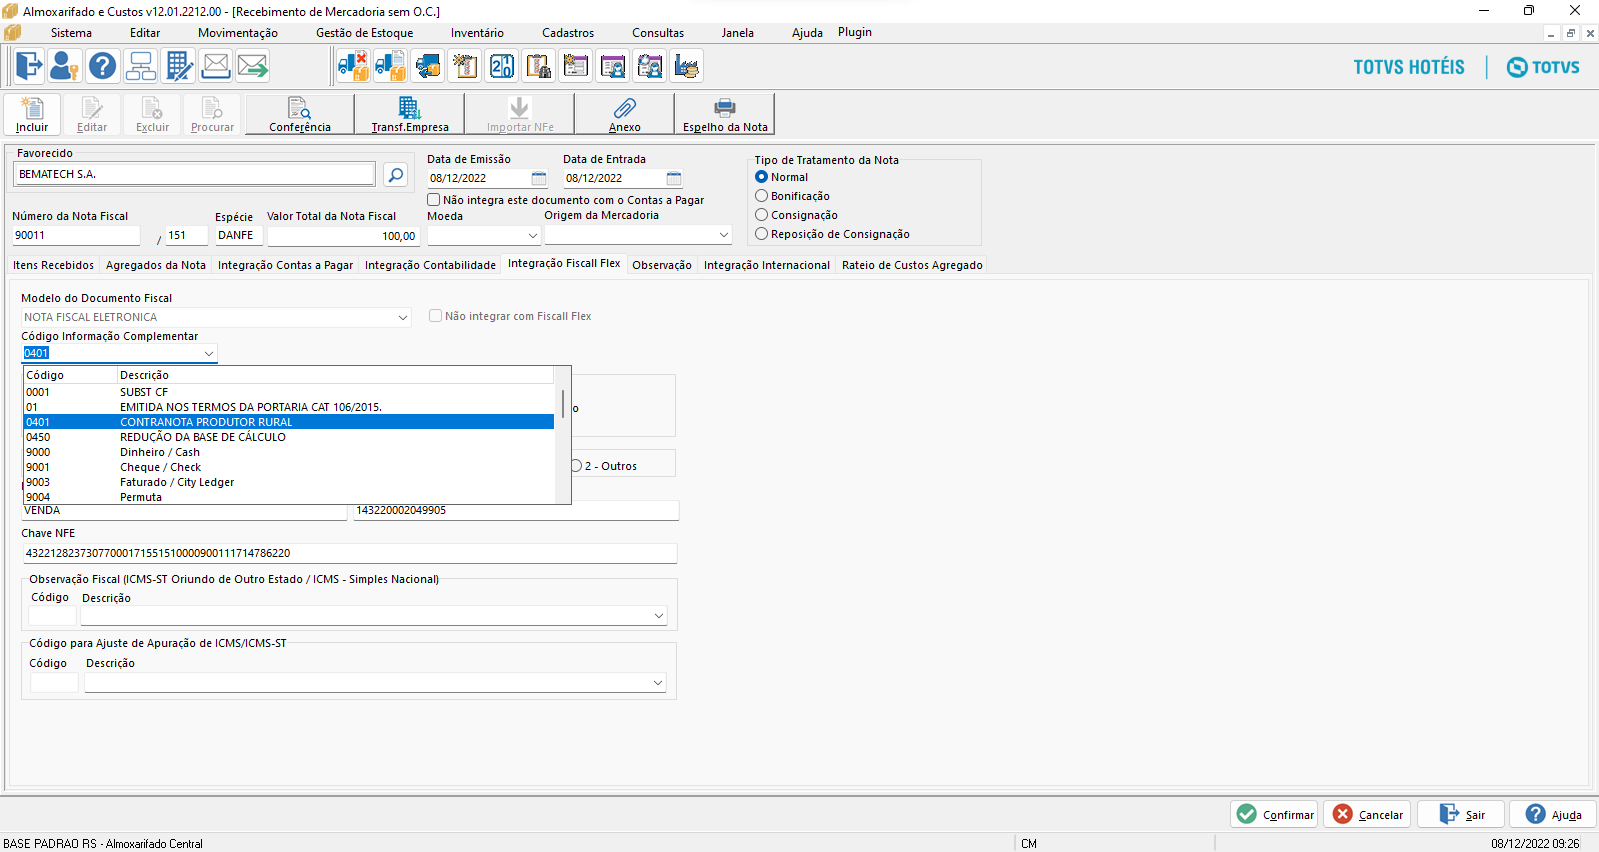 Almoxarifado e Custos v12.01.2212.00 - [Recebimento de Mercadoria sem O.C.]
Sistema Editar Movimentação Gestão de Estoque Inventário Cadastros Consultas Janela Ajuda Plugin
TOTVS HOTÉIS TOTVS
Incluir Editar Excluir Procurar Conferência Transf.Empresa Importar NFe Anexo Espelho da Nota
Favorecido
BEMATECH S.A.
Data de Emissão Data de Entrada
08/12/2022 08/12/2022
Não integra este documento com o Contas a Pagar
Tipo de Tratamento da Nota
Normal
Bonificação
Consignação
Reposição de Consignação
Número da Nota Fiscal Espécie Valor Total da Nota Fiscal Moeda Origem da Mercadoria
90011 / 151 DANFE 100,00
Itens Recebidos Agregados da Nota Integração Contas a Pagar Integração Contabilidade Integração Fiscall Flex Observação Integração Internacional Rateio de Custos Agregado
Modelo do Documento Fiscal
NOTA FISCAL ELETRONICA Não integrar com Fiscall Flex
Código Informação Complementar
0401
Código Descrição
0001 SUBST CF
01 EMITIDA NOS TERMOS DA PORTARIA CAT 106/2015.
0401 CONTRANOTA PRODUTOR RURAL
0450 REDUÇÃO DA BASE DE CÁLCULO
9000 Dinheiro / Cash
9001 Cheque / Check
9003 Faturado / City Ledger
9004 Permuta
o
2 - Outros
VENDA 143220002049905
Chave NFE
43221282373077000171551510000900111714786220
Observação Fiscal (ICMS-ST Oriundo de Outro Estado / ICMS - Simples Nacional)
Código Descrição
Código para Ajuste de Apuração de ICMS/ICMS-ST
Código Descrição
Confirmar Cancelar Sair Ajuda
BASE PADRAO RS - Almoxarifado Central CM 08/12/2022 09:26